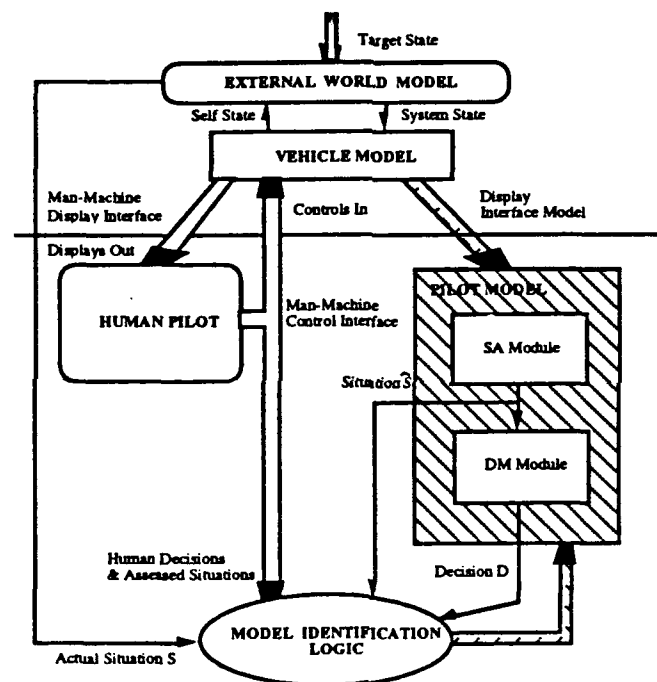 Target State
EXTERNAL WORLD MODEL
Self State
System State
VEHICLE MODEL
Man-Machine
Display Interface
Controls In
Display
Interface Model
Displays Out
HUMAN PILOT
Man-Machine
Control Interface
PILOT MODEL
SA Module
Situation Ŝ
DM Module
Human Decisions
& Assessed Situations
Decision D
MODEL IDENTIFICATION
LOGIC
Actual Situation S